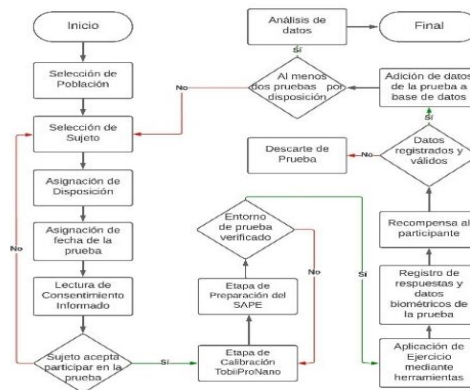 Inicio
Selección de
Población
Selección de
Sujeto
Asignación de
Disposición
Asignación de
fecha de la
prueba
Lectura de
Consentimiento
Informado
Sujeto acepta
participar en la
prueba
No
Sí
Etapa de
Calibración
TobiiProNano
Etapa de
Preparación del
SAPE
Entorno
de prueba
verificado
No
Sí
Aplicación de
Ejercicio
mediante
herramientas
Registro de
respuestas y
datos
biométricos de
la prueba
Recompensa al
participante
Datos
registrados y
válidos
No
Descarte de
Prueba
Sí
Adición de datos
de la prueba a
base de datos
Al menos
dos pruebas por
disposición
No
Sí
Análisis de
datos
Final